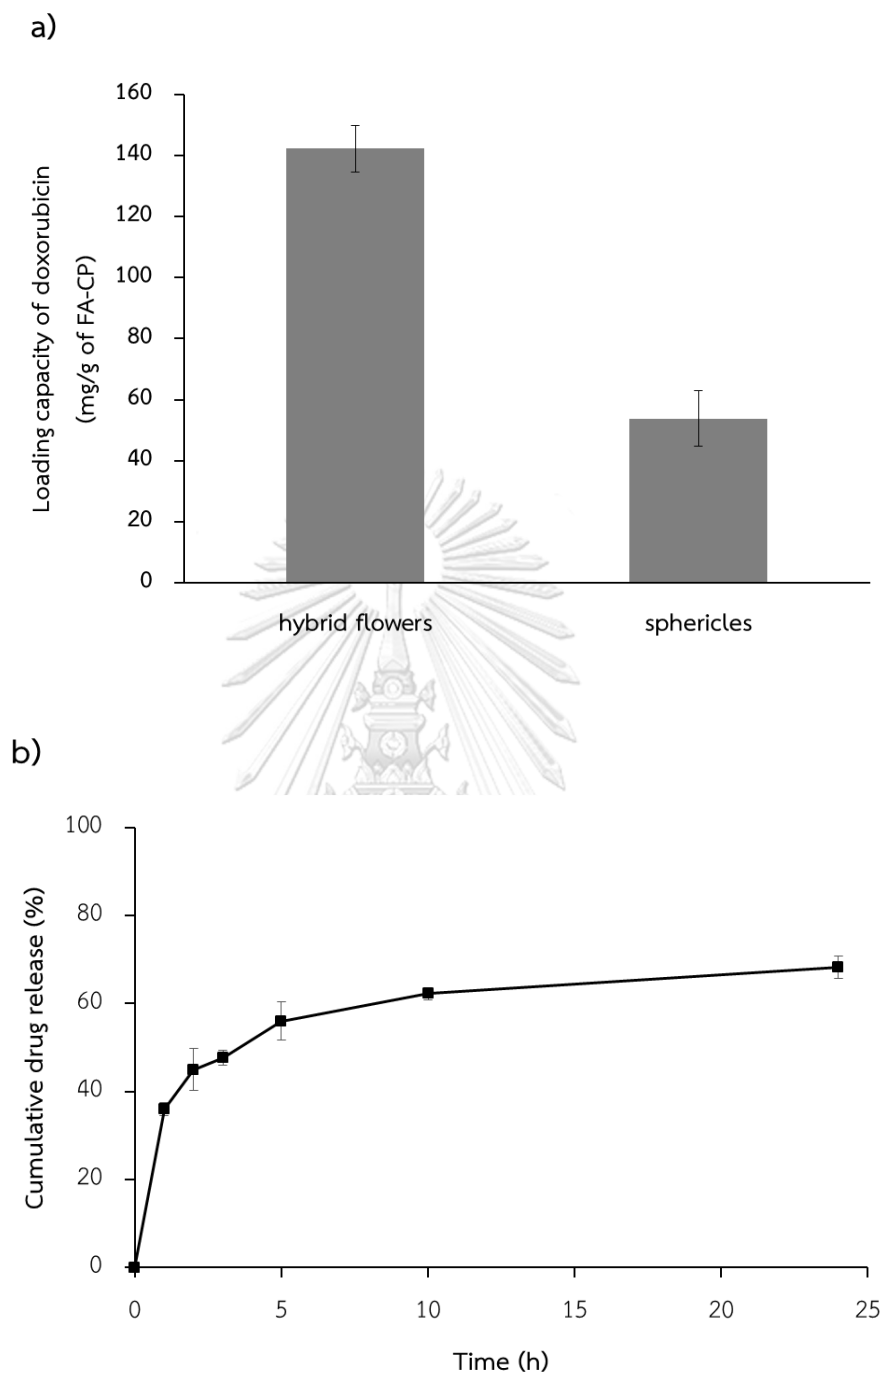 a)
Loading capacity of doxorubicin
(mg/g of FA-CP)
160
140
120
100
80
60
40
20
0
hybrid flowers
sphericles
b)
Cumulative drug release (%)
100
80
60
40
20
0
0 5 10 15 20 25
Time (h)